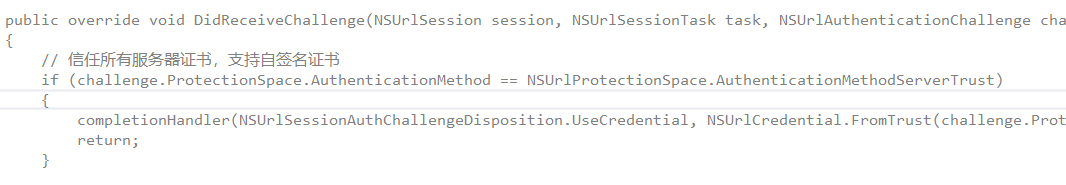 public override void DidReceiveChallenge(NSUrlSession session, NSUrlSessionTask task, NSUrlAuthenticationChallenge cha
{
// 信任所有服务器证书，支持自签名证书
if (challenge.ProtectionSpace.AuthenticationMethod == NSUrlProtectionSpace.AuthenticationMethodServerTrust)
{
completionHandler(NSUrlSessionAuthChallengeDisposition.UseCredential, NSUrlCredential.FromTrust(challenge.Prot
return;
}